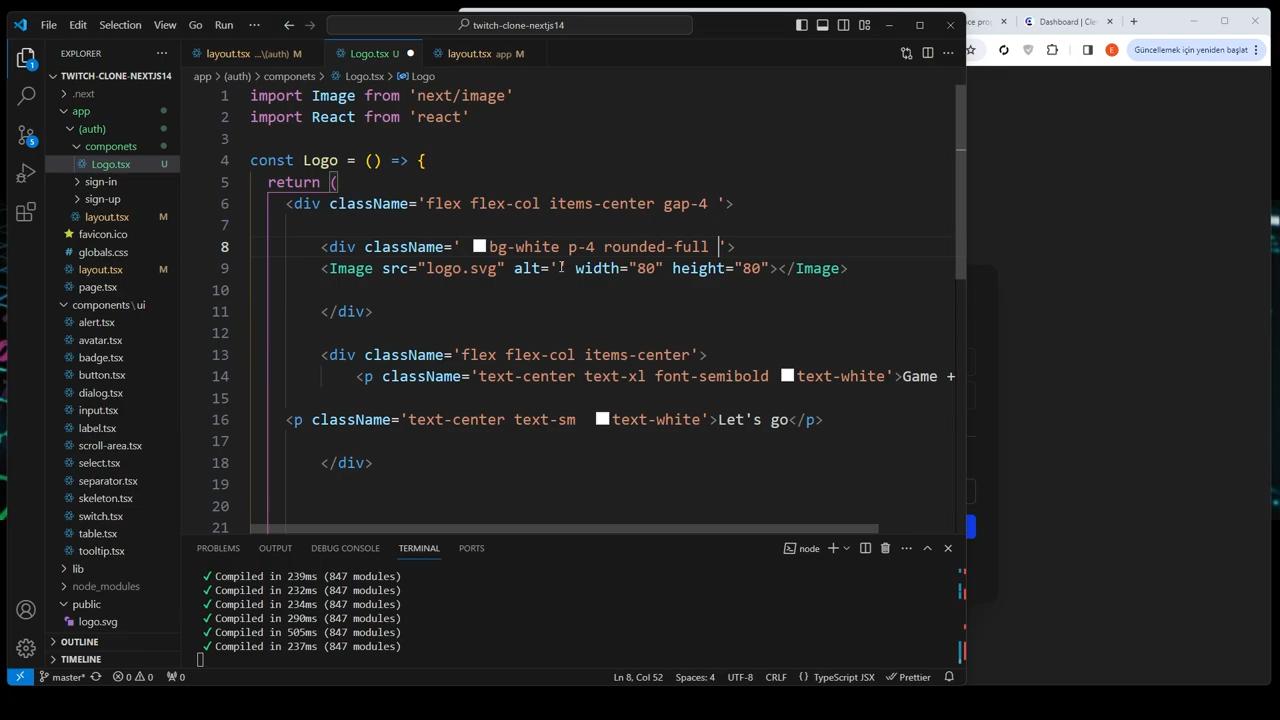 File Edit Selection View Go Run ··· twitch-clone-nextjs14
Dashboard | Cle
EXPLORER ···
layout.tsx ...\(auth) M
Logo.tsx U
layout.tsx app M
Güncellemek için yeniden başlat
E
TWITCH-CLONE-NEXTJS14
.next
app
(auth)
componets
Logo.tsx U
sign-in
sign-up
layout.tsx M
favicon.ico
globals.css
layout.tsx M
page.tsx
components\ui
alert.tsx
avatar.tsx
badge.tsx
button.tsx
dialog.tsx
input.tsx
label.tsx
scroll-area.tsx
select.tsx
separator.tsx
skeleton.tsx
switch.tsx
table.tsx
tooltip.tsx
lib
node_modules
public
logo.svg
OUTLINE
TIMELINE
1
5
app > (auth) > componets > Logo.tsx > Logo
1 import Image from 'next/image'
2 import React from 'react'
3
4 const Logo = () => {
5 return (
6 <div className='flex flex-col items-center gap-4 '>
7
8 <div className=' bg-white p-4 rounded-full '>
9 <Image src="logo.svg" alt='' width="80" height="80"></Image>
10
11 </div>
12
13 <div className='flex flex-col items-center'>
14 <p className='text-center text-xl font-semibold text-white'>Game +
15
16 <p className='text-center text-sm text-white'>Let's go</p>
17
18 </div>
19
20
21
PROBLEMS OUTPUT DEBUG CONSOLE TERMINAL PORTS node
✓ Compiled in 239ms (847 modules)
✓ Compiled in 232ms (847 modules)
✓ Compiled in 234ms (847 modules)
✓ Compiled in 290ms (847 modules)
✓ Compiled in 505ms (847 modules)
✓ Compiled in 237ms (847 modules)
master* 0 0 0 Ln 8, Col 52 Spaces: 4 UTF-8 CRLF {} TypeScript JSX Prettier